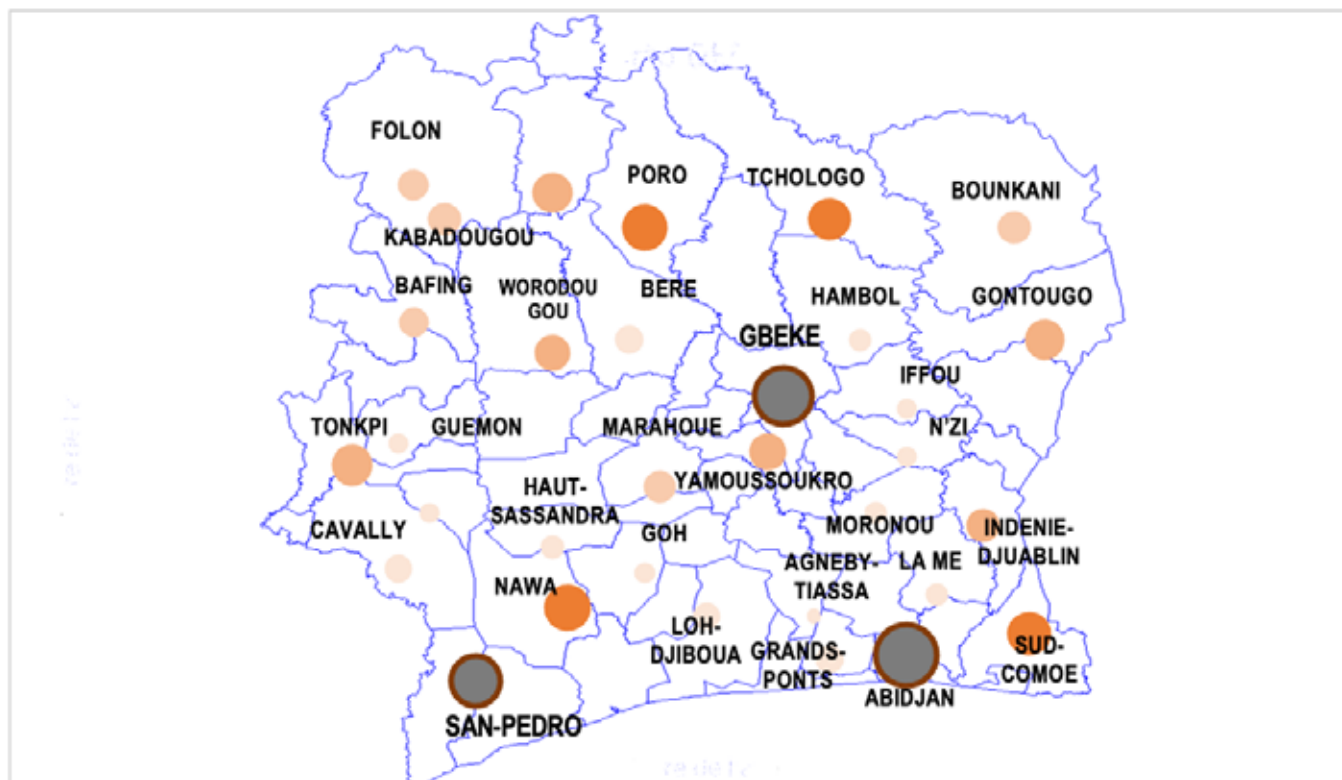 FOLON
PORO
TCHOLOGO
BOUNKANI
KABADOUGOU
BAFING
WORODOU
GOU
BERE
HAMBOL
GONTOUGO
GBEKE
IFFOU
TONKPI
GUEMON
MARAHOUE
N'ZI
YAMOUSSOUKRO
HAUT-
SASSANDRA
CAVALLY
GOH
MORONOU
INDENIE-
DJUABLIN
NAWA
AGNEBY-
TIASSA
LA ME
LOH-
DJIBOUA
GRANDS-
PONTS
SUD-
COMOE
ABIDJAN
SAN-PEDRO